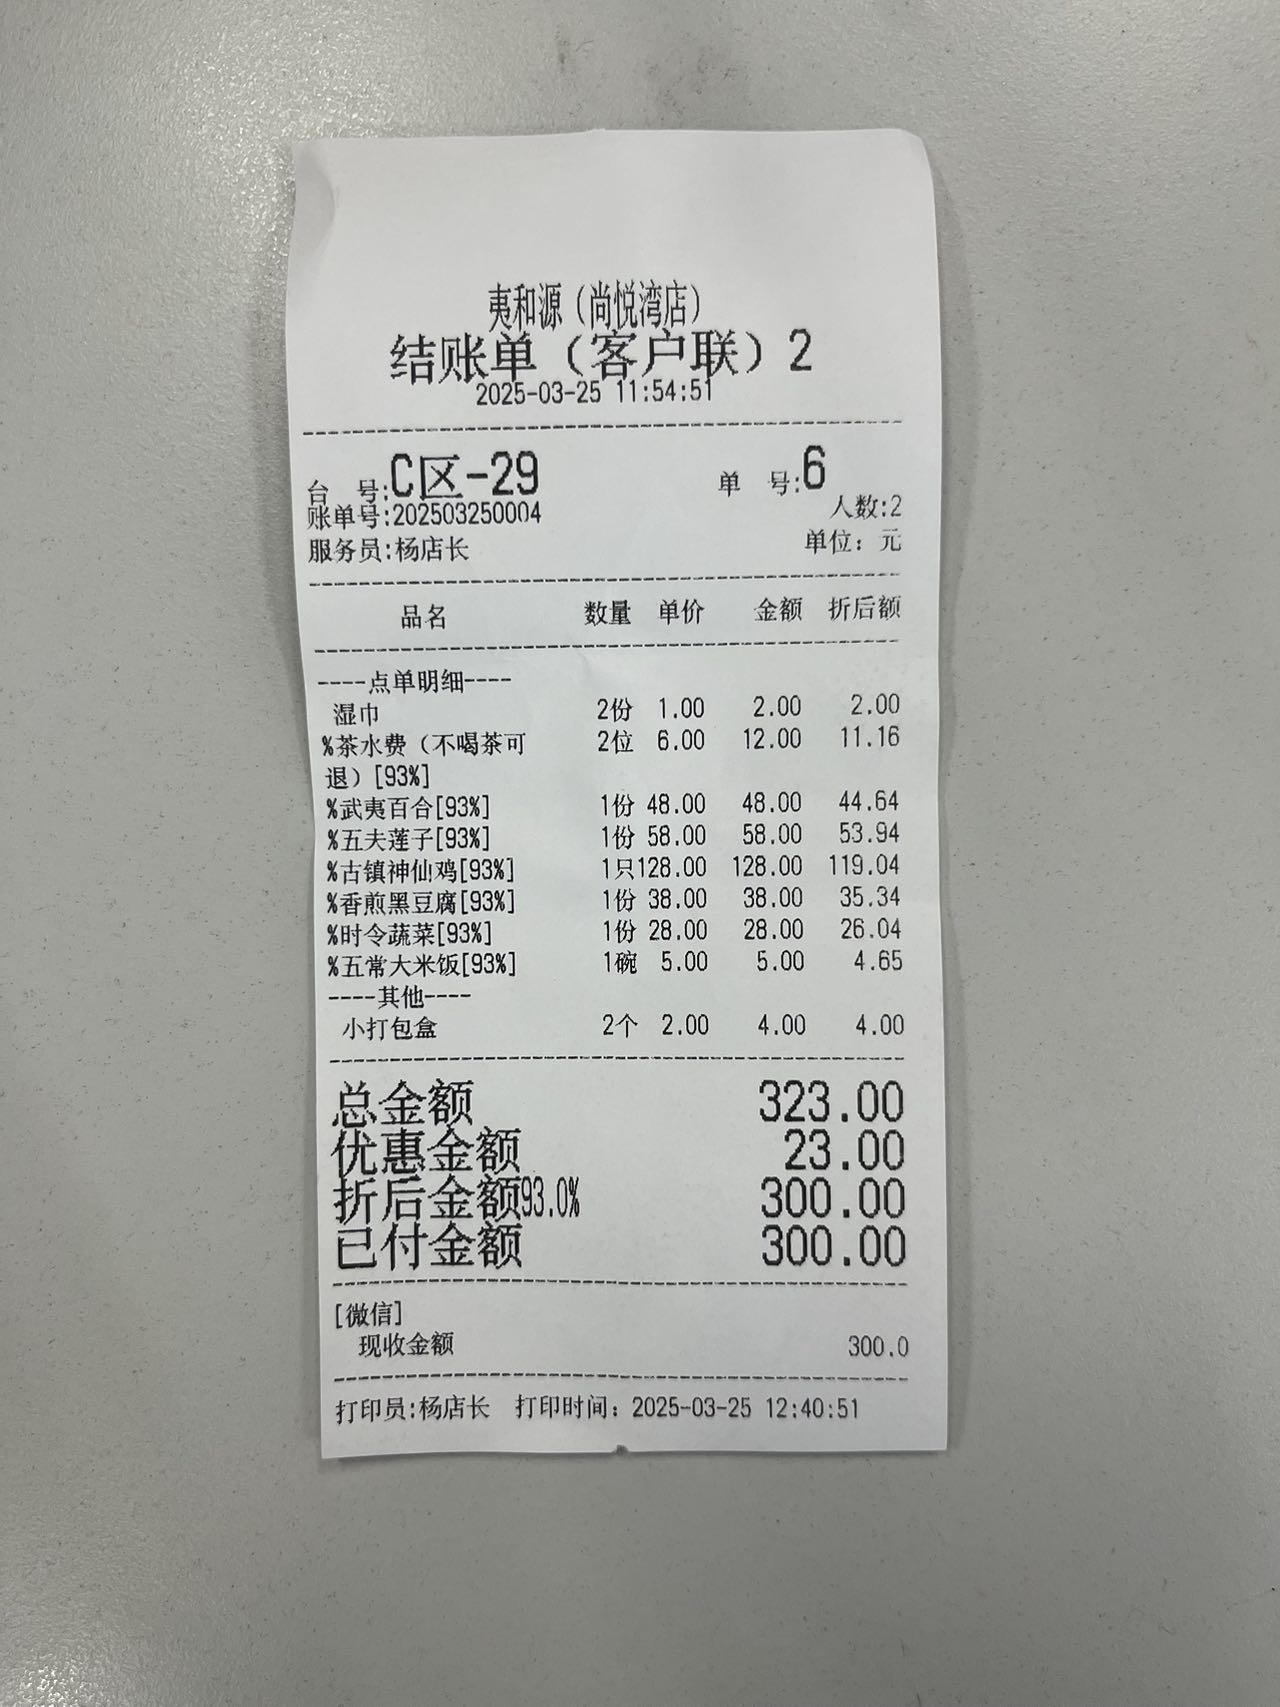 夷和源（尚悦湾店）
结账单（客户联）2
2025-03-25 11:54:51
台 号:C区-29 单 号:6
账单号:202503250004 人数:2
服务员:杨店长 单位：元
品名 数量 单价 金额 折后额
----点单明细----
湿巾 2份 1.00 2.00 2.00
%茶水费（不喝茶可 2位 6.00 12.00 11.16
退）[93%]
%武夷百合[93%] 1份 48.00 48.00 44.64
%五夫莲子[93%] 1份 58.00 58.00 53.94
%古镇神仙鸡[93%] 1只128.00 128.00 119.04
%香煎黑豆腐[93%] 1份 38.00 38.00 35.34
%时令蔬菜[93%] 1份 28.00 28.00 26.04
%五常大米饭[93%] 1碗 5.00 5.00 4.65
----其他----
小打包盒 2个 2.00 4.00 4.00
总金额 323.00
优惠金额 23.00
折后金额93.0% 300.00
已付金额 300.00
[微信]
现收金额 300.0
打印员:杨店长 打印时间：2025-03-25 12:40:51